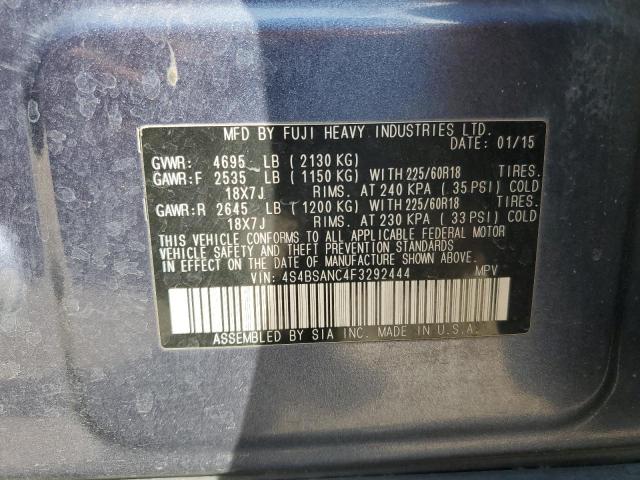 MFD BY FUJI HEAVY INDUSTRIES LTD.
DATE: 01/15
GVWR: 4695 LB ( 2130 KG)
GAWR:F 2535 LB ( 1150 KG) WITH 225/60R18 TIRES.
18X7J RIMS. AT 240 KPA ( 35 PSI) COLD
GAWR:R 2645 LB ( 1200 KG) WITH 225/60R18 TIRES.
18X7J RIMS. AT 230 KPA ( 33 PSI) COLD
THIS VEHICLE CONFORMS TO ALL APPLICABLE FEDERAL MOTOR
VEHICLE SAFETY AND THEFT PREVENTION STANDARDS
IN EFFECT ON THE DATE OF MANUFACTURE SHOWN ABOVE.
VIN: 4S4BSANC4F3292444 MPV
ASSEMBLED BY SIA INC. MADE IN U.S.A.